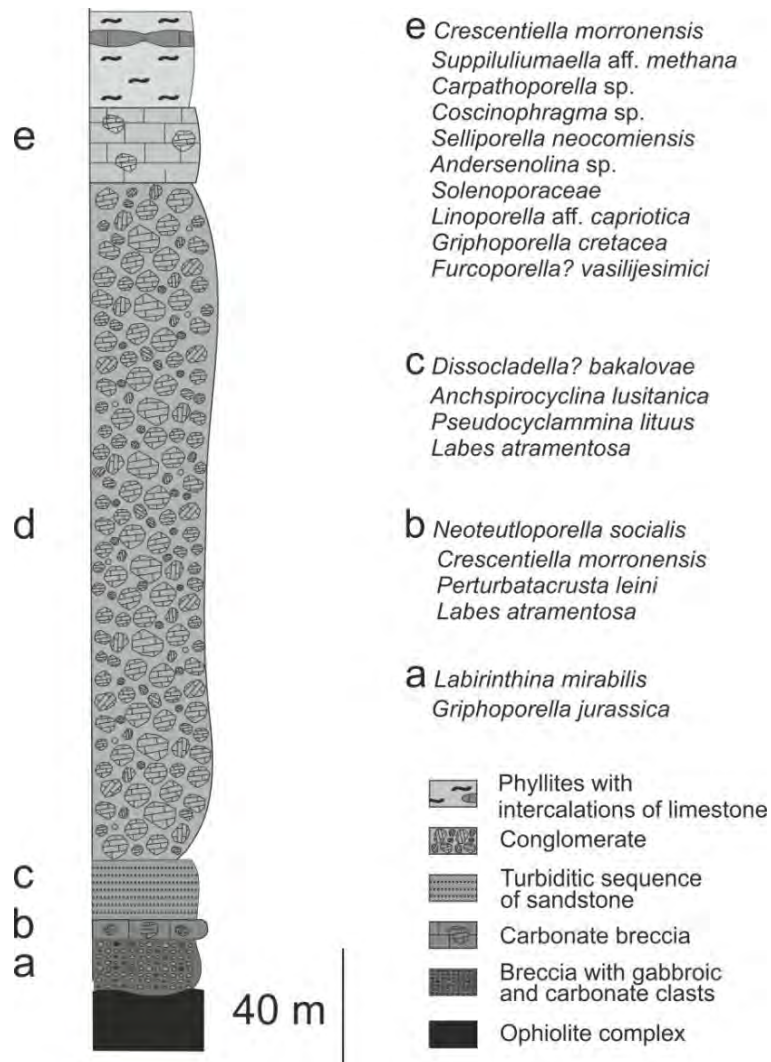 e Crescentiella morronensis
Suppiluliumaella aff. methana
Carpathoporella sp.
Coscinophragma sp.
Selliporella neocomiensis
Andersenolina sp.
Solenoporaceae
Linoporella aff. capriotica
Griphoporella cretacea
Furcoporella? vasilijesimici
c Dissocladella? bakalovae
Anchspirocyclina lusitanica
Pseudocyclammina lituus
Labes atramentosa
b Neoteutloporella socialis
Crescentiella morronensis
Perturbatacrusta leini
Labes atramentosa
a Labirinthina mirabilis
Griphoporella jurassica
e
d
c
b
a
40 m
Phyllites with
intercalations of limestone
Conglomerate
Turbiditic sequence
of sandstone
Carbonate breccia
Breccia with gabbroic
and carbonate clasts
Ophiolite complex